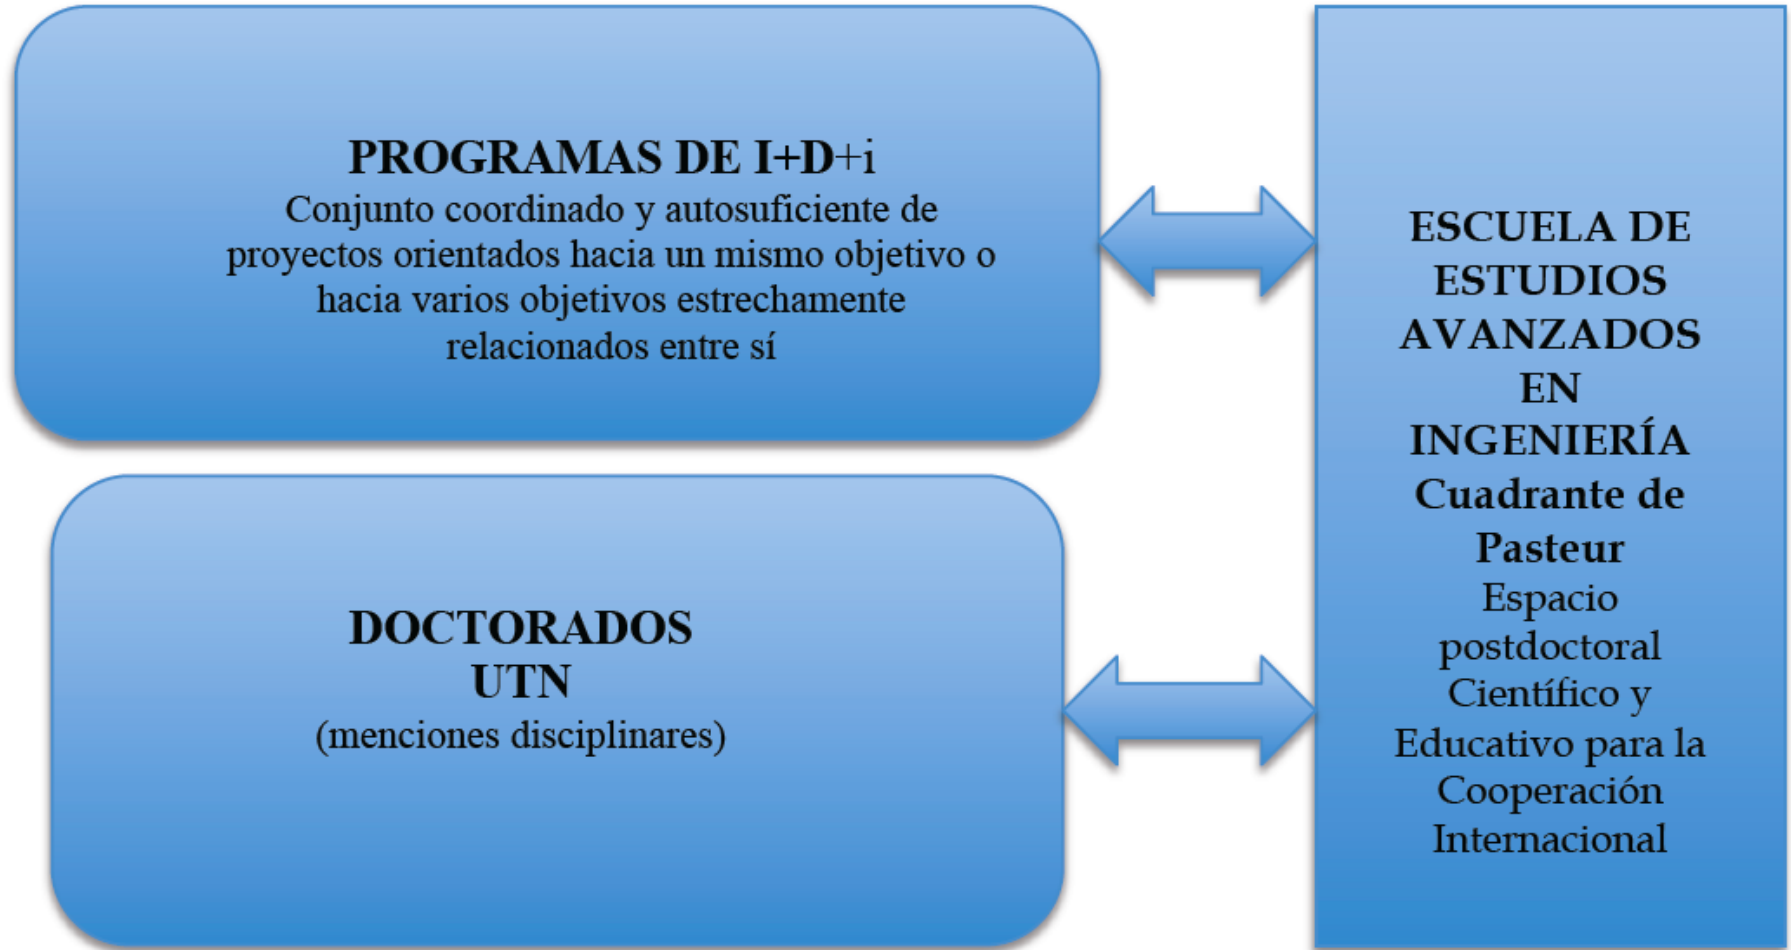 PROGRAMAS DE I+D+i
Conjunto coordinado y autosuficiente de
proyectos orientados hacia un mismo objetivo o
hacia varios objetivos estrechamente
relacionados entre sí
DOCTORADOS
UTN
(menciones disciplinares)
ESCUELA DE
ESTUDIOS
AVANZADOS
EN
INGENIERÍA
Cuadrante de
Pasteur
Espacio
postdoctoral
Científico y
Educativo para la
Cooperación
Internacional